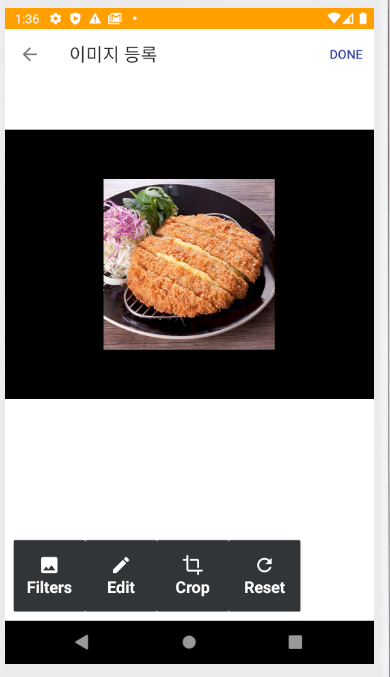 1:36
이미지 등록
DONE
Filters
Edit
Crop
Reset